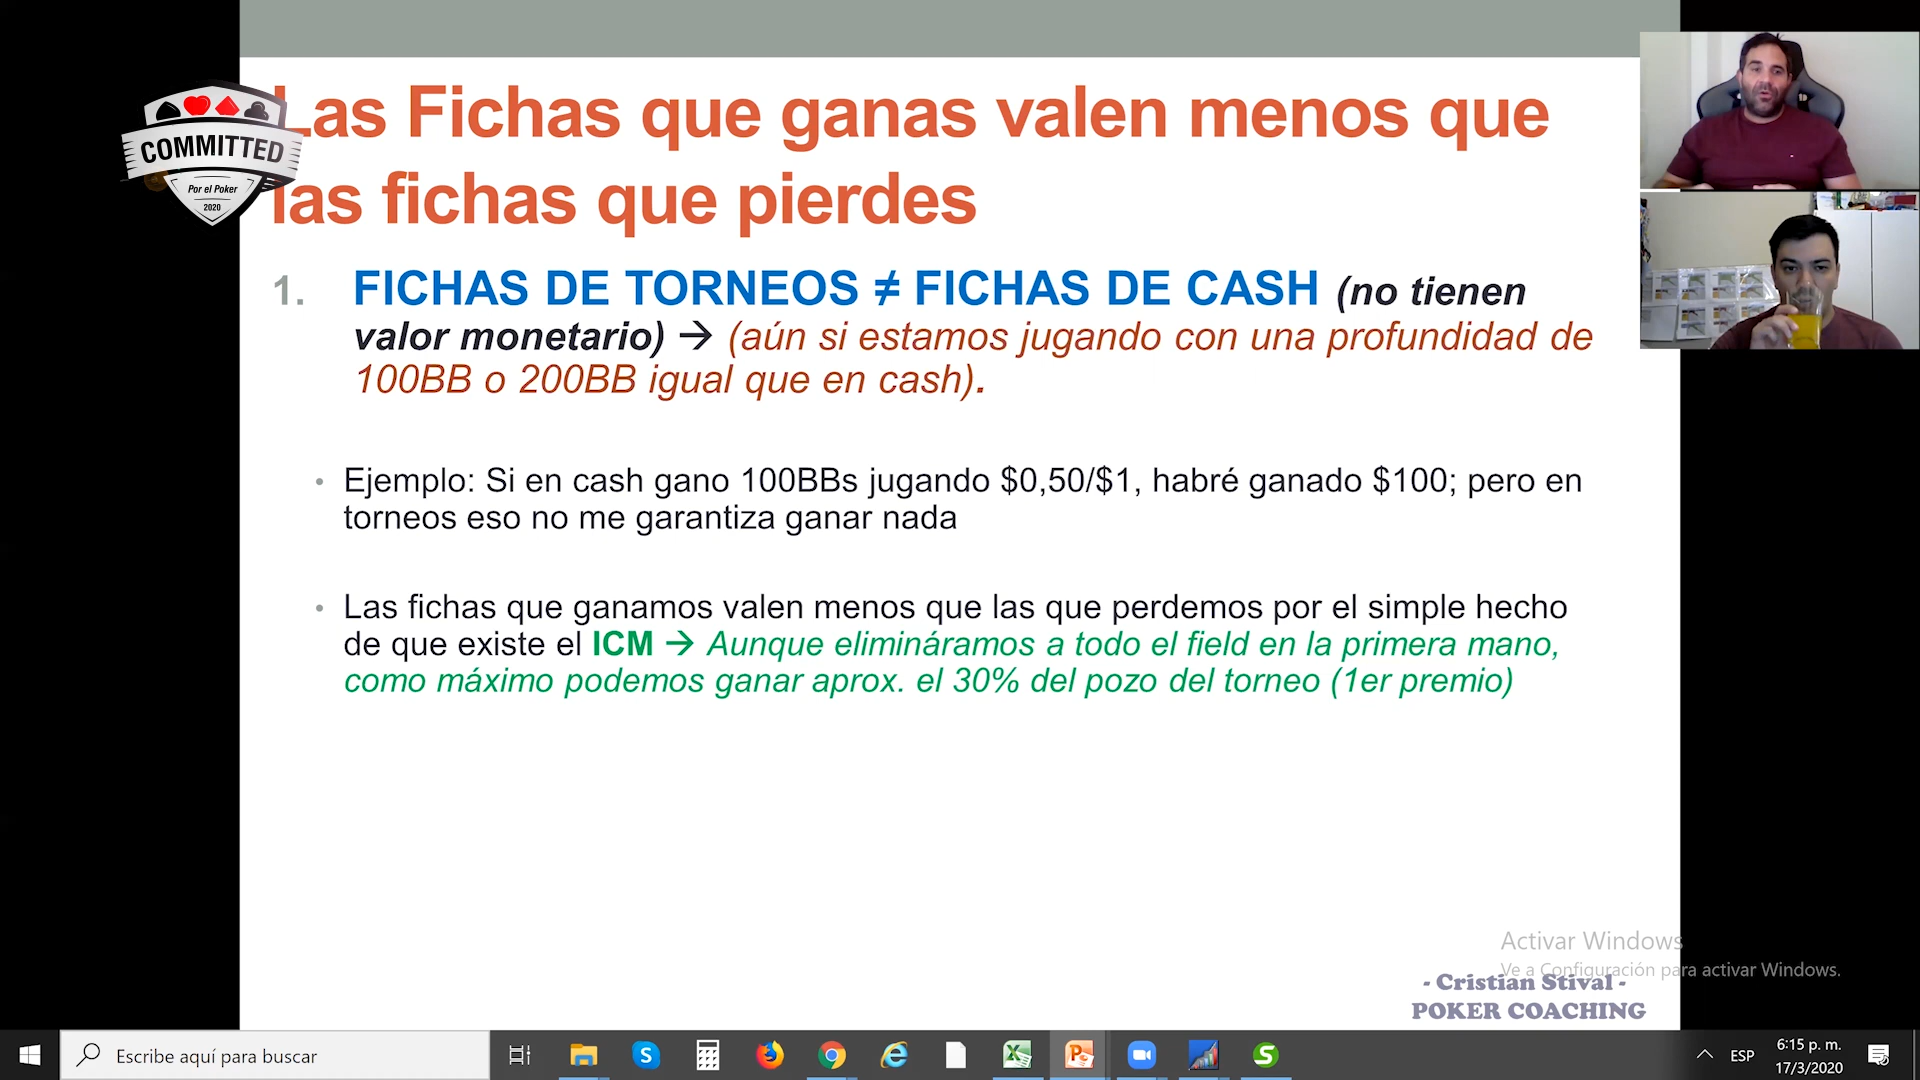 Las Fichas que ganas valen menos que
las fichas que pierdes
COMMITTED
Por el Poker
2020
1. FICHAS DE TORNEOS ≠ FICHAS DE CASH (no tienen
valor monetario) → (aún si estamos jugando con una profundidad de
100BB o 200BB igual que en cash).
• Ejemplo: Si en cash gano 100BBs jugando $0,50/$1, habré ganado $100; pero en
torneos eso no me garantiza ganar nada
• Las fichas que ganamos valen menos que las que perdemos por el simple hecho
de que existe el ICM → Aunque elimináramos a todo el field en la primera mano,
como máximo podemos ganar aprox. el 30% del pozo del torneo (1er premio)
Activar Windows
Ve a Configuración para activar Windows.
- Cristian Stival -
POKER COACHING
Escribe aquí para buscar
ESP
6:15 p. m.
17/3/2020